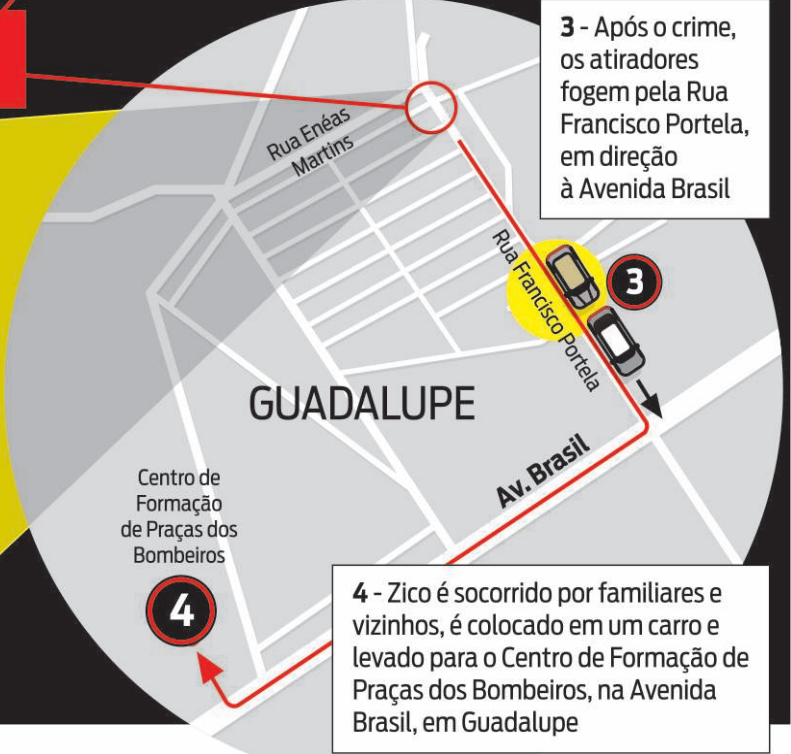 3 - Após o crime,
os atiradores
fogem pela Rua
Francisco Portela,
em direção
à Avenida Brasil
Rua Enéas
Martins
Rua Francisco Portela
3
GUADALUPE
Av. Brasil
Centro de
Formação
de Praças dos
Bombeiros
4
4 - Zico é socorrido por familiares e
vizinhos, é colocado em um carro e
levado para o Centro de Formação de
Praças dos Bombeiros, na Avenida
Brasil, em Guadalupe